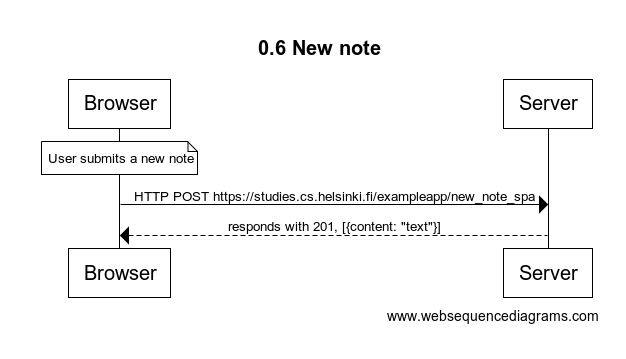 0.6 New note
Browser
Server
User submits a new note
HTTP POST https://studies.cs.helsinki.fi/exampleapp/new_note_spa
responds with 201, [{content: "text"}]
Browser
Server
www.websequencediagrams.com